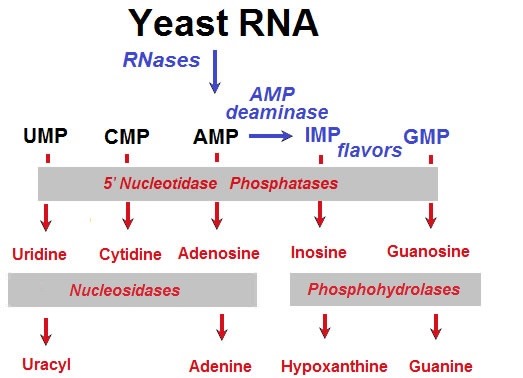 Yeast RNA
RNases
AMP
deaminase
UMP CMP AMP IMP GMP
flavors
5' Nucleotidase Phosphatases
Uridine Cytidine Adenosine Inosine Guanosine
Nucleosidases Phosphohydrolases
Uracyl Adenine Hypoxanthine Guanine